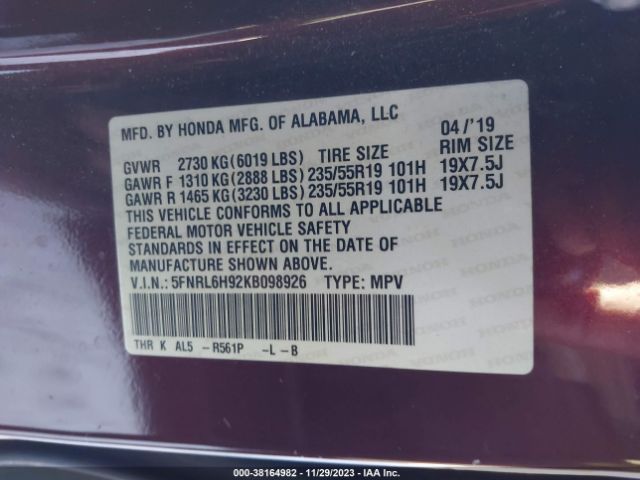 MFD. BY HONDA MFG. OF ALABAMA, LLC 04/'19
GVWR 2730 KG (6019 LBS) TIRE SIZE RIM SIZE
GAWR F 1310 KG (2888 LBS) 235/55R19 101H 19X7.5J
GAWR R 1465 KG (3230 LBS) 235/55R19 101H 19X7.5J
THIS VEHICLE CONFORMS TO ALL APPLICABLE
FEDERAL MOTOR VEHICLE SAFETY
STANDARDS IN EFFECT ON THE DATE OF
MANUFACTURE SHOWN ABOVE.
V.I.N.: 5FNRL6H92KB098926 TYPE: MPV
THR K AL5 -R561P -L-B
000-38164982 — 11/29/2023 — IAA Inc.